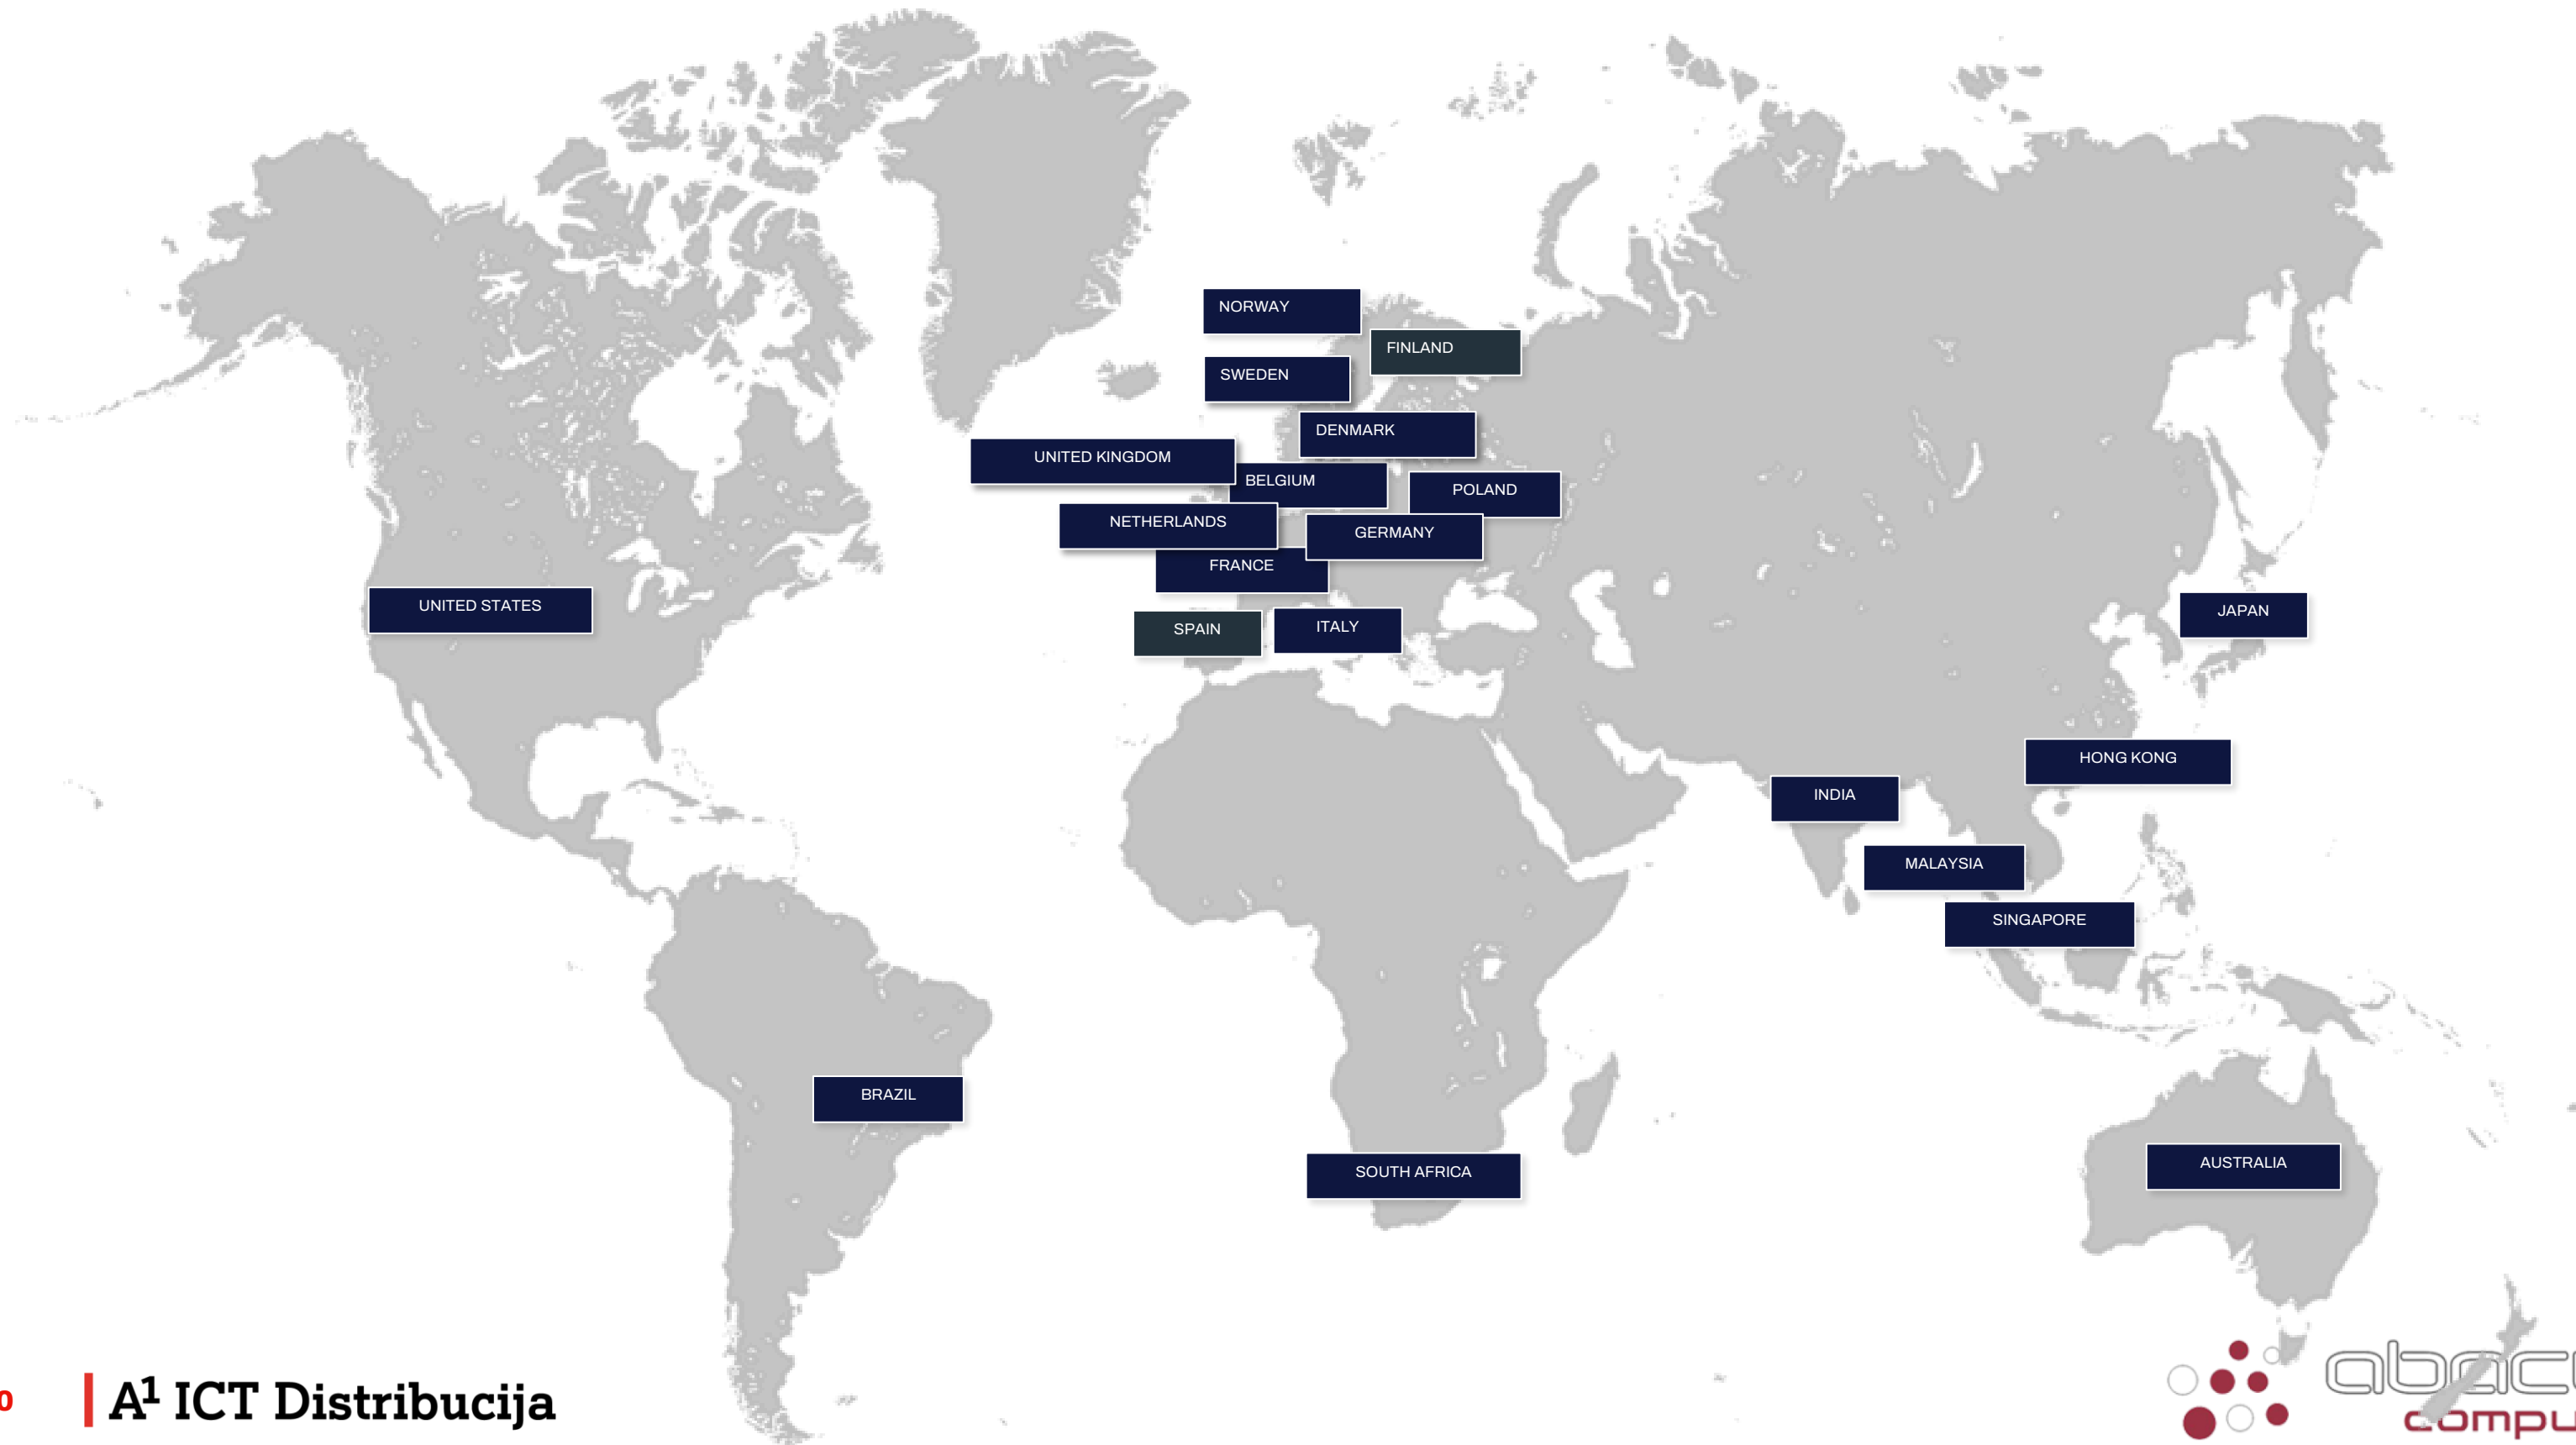 NORWAY
FINLAND
SWEDEN
DENMARK
UNITED KINGDOM
BELGIUM
POLAND
NETHERLANDS
GERMANY
FRANCE
UNITED STATES
JAPAN
SPAIN
ITALY
HONG KONG
INDIA
MALAYSIA
SINGAPORE
BRAZIL
SOUTH AFRICA
AUSTRALIA
0
A1 ICT Distribucija